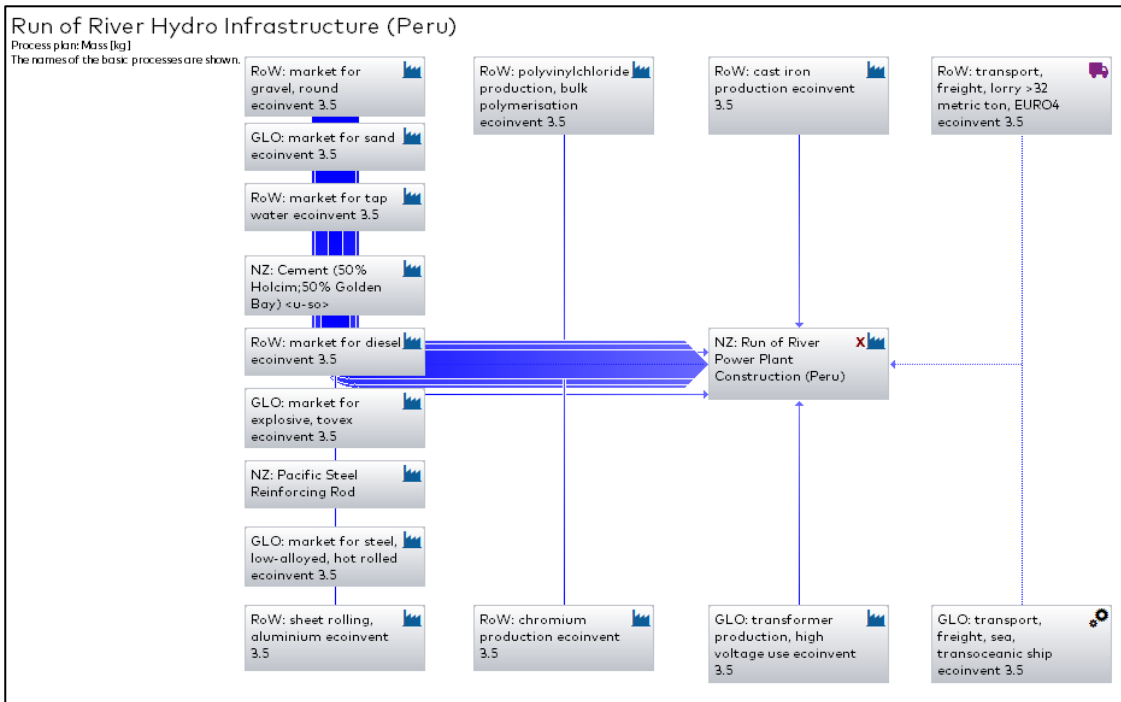 Run of River Hydro Infrastructure (Peru)
Process plan: Mass [kg]
The names of the basic processes are shown.
RoW: market for
gravel, round
ecoinvent 3.5
GLO: market for sand
ecoinvent 3.5
RoW: market for tap
water ecoinvent 3.5
NZ: Cement (50%
Holcim;50% Golden
Bay) <u-so>
RoW: market for diesel
ecoinvent 3.5
GLO: market for
explosive, tovex
ecoinvent 3.5
NZ: Pacific Steel
Reinforcing Rod
GLO: market for steel,
low-alloyed, hot rolled
ecoinvent 3.5
RoW: sheet rolling,
aluminium ecoinvent
3.5
RoW: polyvinylchloride
production, bulk
polymerisation
ecoinvent 3.5
RoW: chromium
production ecoinvent
3.5
RoW: cast iron
production ecoinvent
3.5
NZ: Run of River
Power Plant
Construction (Peru)
X
GLO: transformer
production, high
voltage use ecoinvent
3.5
RoW: transport,
freight, lorry >32
metric ton, EURO4
ecoinvent 3.5
GLO: transport,
freight, sea,
transoceanic ship
ecoinvent 3.5